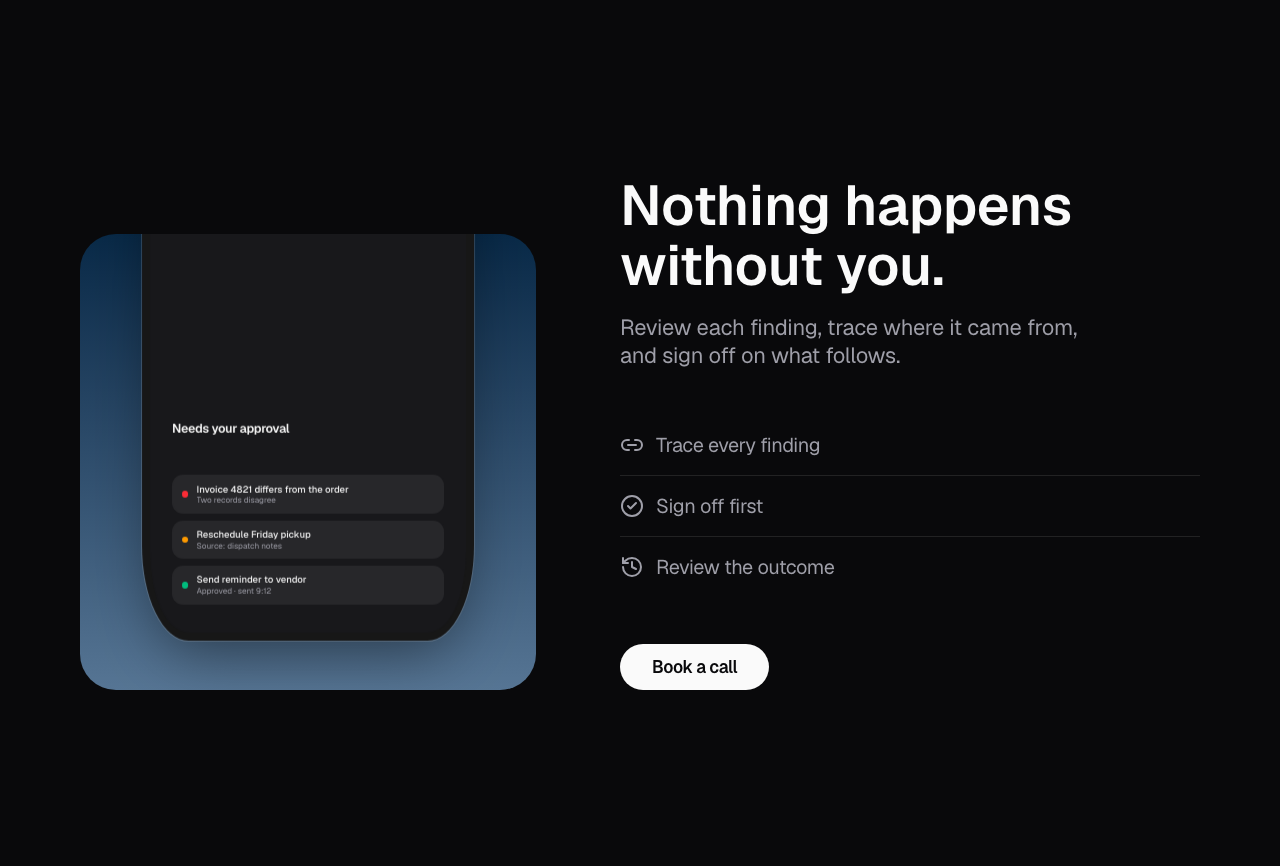 Nothing happens
without you.
Review each finding, trace where it came from,
and sign off on what follows.
Trace every finding
Sign off first
Review the outcome
Book a call
Needs your approval
Invoice 4821 differs from the order
Two records disagree
Reschedule Friday pickup
Source: dispatch notes
Send reminder to vendor
Approved · sent 9:12